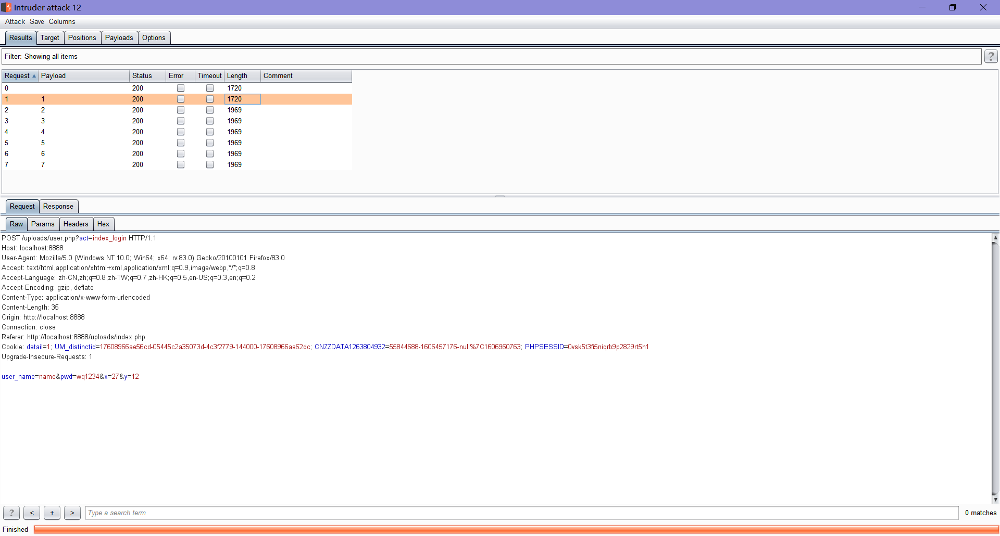 Intruder attack 12
Attack Save Columns
Results Target Positions Payloads Options
Filter: Showing all items
?
Request Payload Status Error Timeout Length Comment
0 200 1720
1 1 200 1720
2 2 200 1969
3 3 200 1969
4 4 200 1969
5 5 200 1969
6 6 200 1969
7 7 200 1969
Request Response
Raw Params Headers Hex
POST /uploads/user.php?act=index_login HTTP/1.1
Host: localhost:8888
User-Agent: Mozilla/5.0 (Windows NT 10.0; Win64; x64; rv:83.0) Gecko/20100101 Firefox/83.0
Accept: text/html,application/xhtml+xml,application/xml;q=0.9,image/webp,*/*;q=0.8
Accept-Language: zh-CN,zh;q=0.8,zh-TW;q=0.7,zh-HK;q=0.5,en-US;q=0.3,en;q=0.2
Accept-Encoding: gzip, deflate
Content-Type: application/x-www-form-urlencoded
Content-Length: 35
Origin: http://localhost:8888
Connection: close
Referer: http://localhost:8888/uploads/index.php
Cookie: detail=1; UM_distinctid=17608966ae56cd-05445c2a35073d-4c3f2779-144000-17608966ae62dc; CNZZDATA1263804932=55844688-1606457176-null%7C1606960763; PHPSESSID=0vsk5t3fi5niqrb9p2829rt5h1
Upgrade-Insecure-Requests: 1
user_name=name&pwd=wq1234&x=27&y=12
? < + > Type a search term 0 matches
Finished